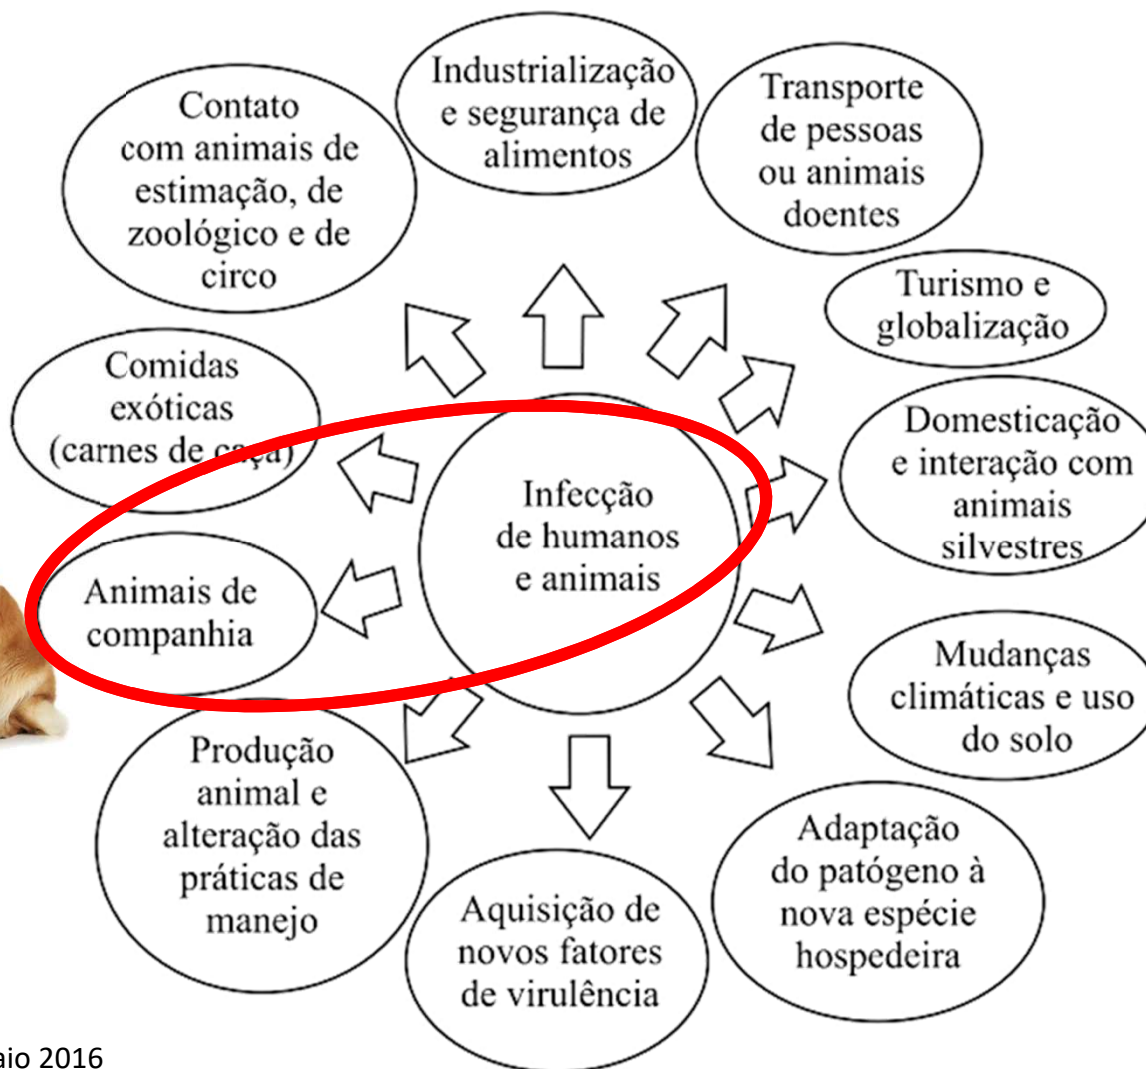 Industrialização
e segurança de
alimentos
Transporte
de pessoas
ou animais
doentes
Contato
com animais de
estimação, de
zoológico e de
circo
Turismo e
globalização
Comidas
exóticas
(carnes de caça)
Domesticação
e interação com
animais
silvestres
Infecção
de humanos
e animais
Animais de
companhia
Mudanças
climáticas e uso
do solo
Produção
animal e
alteração das
práticas de
manejo
Adaptação
do patógeno à
nova espécie
hospedeira
Aquisição de
novos fatores
de virulência
aio 2016